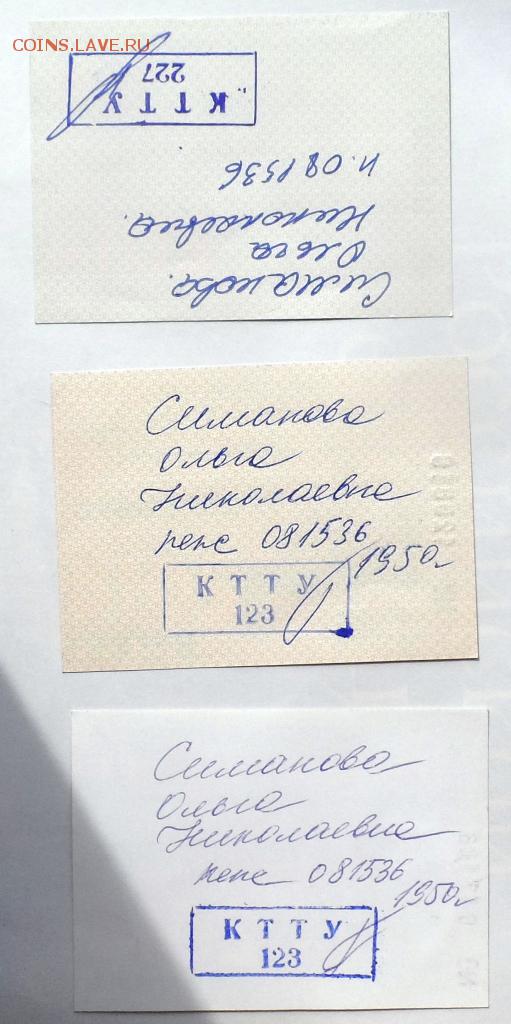 COINS.LAVE.RU
Симанова.
Ольга
Николаевна.
п. 081536
"КТТУ"
227
Симанова
Ольга
Николаевна
пенс 081536
1950г
КТТУ
123
Симанова
Ольга
Николаевна
пенс 081536
1950г
КТТУ
123